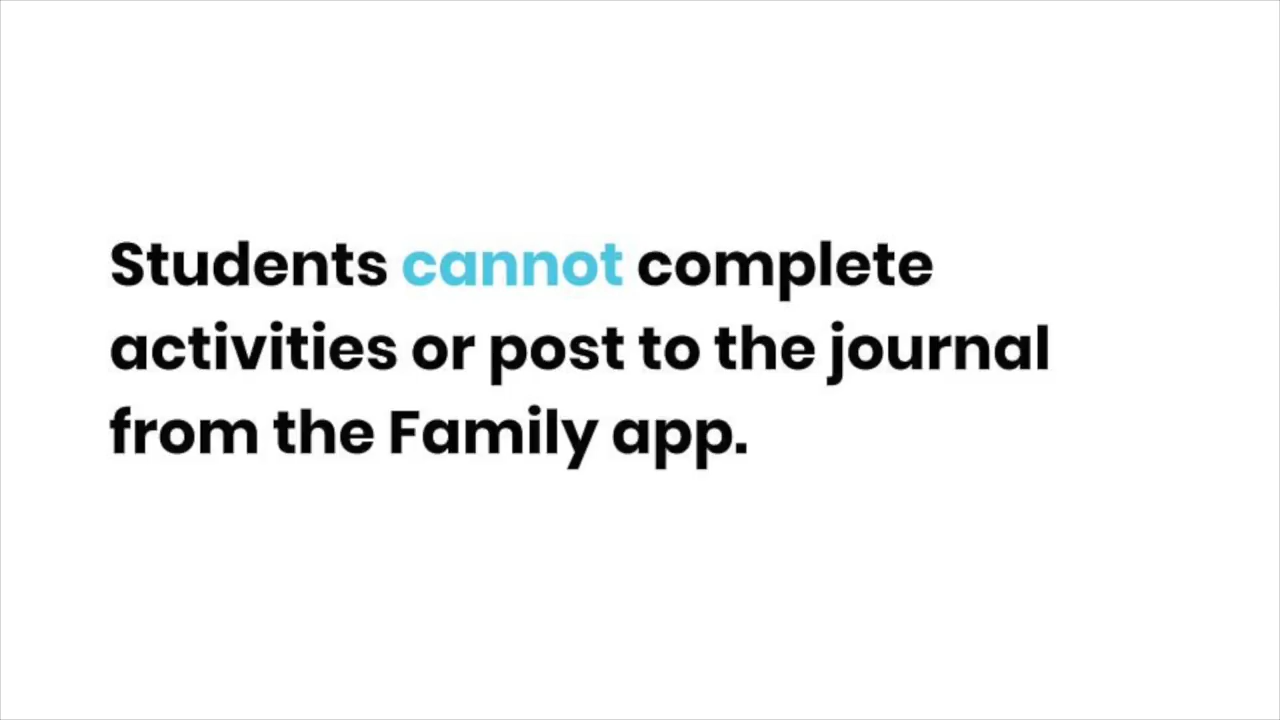 Students cannot complete
activities or post to the journal
from the Family app.